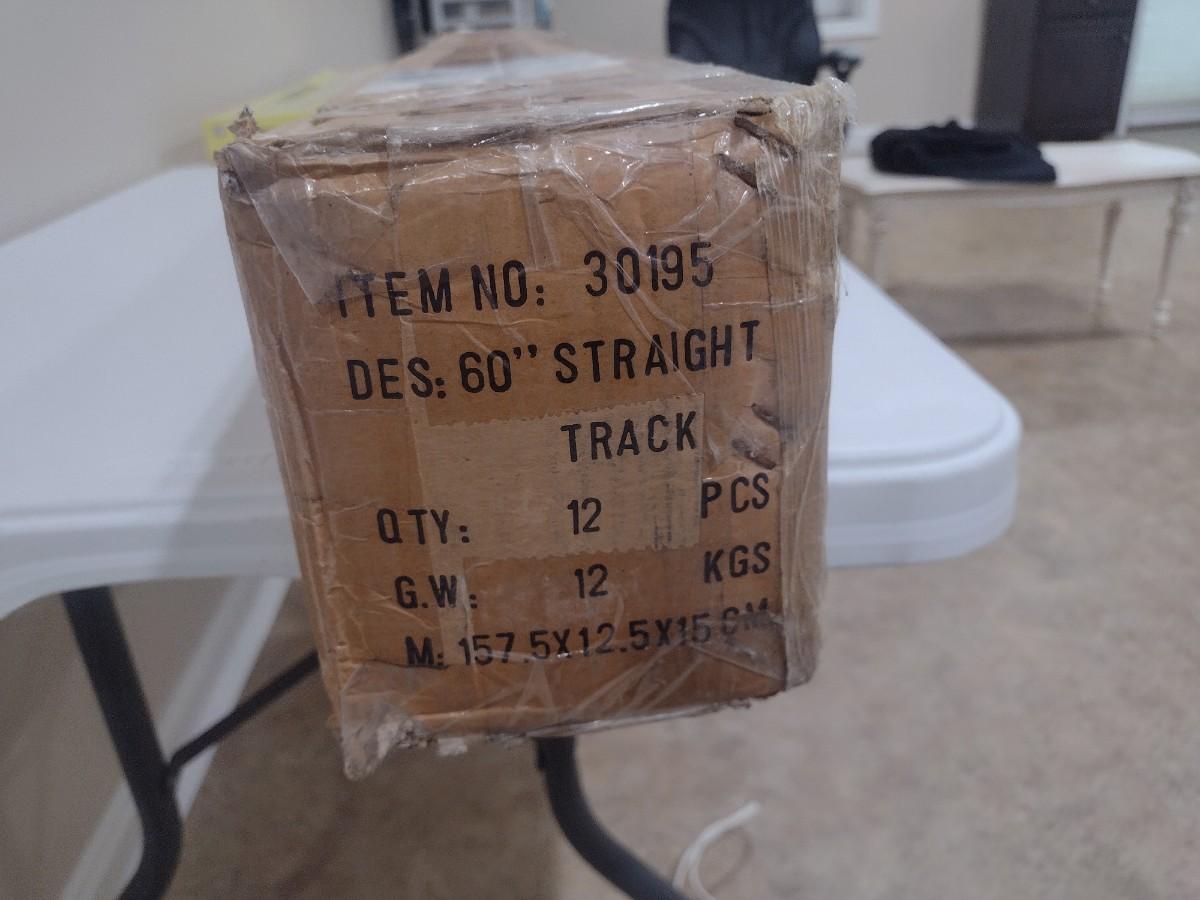 ITEM NO: 30195
DES: 60" STRAIGHT
TRACK
QTY: 12 PCS
G.W: 12 KGS
M: 157.5X12.5X15 CM